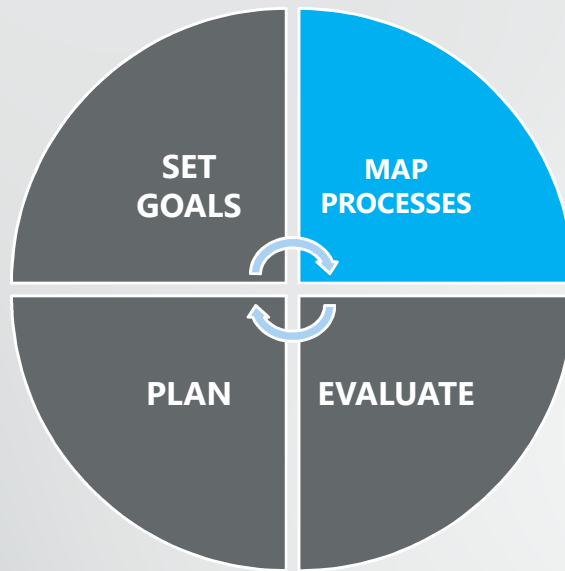 SET
GOALS
MAP
PROCESSES
PLAN
EVALUATE